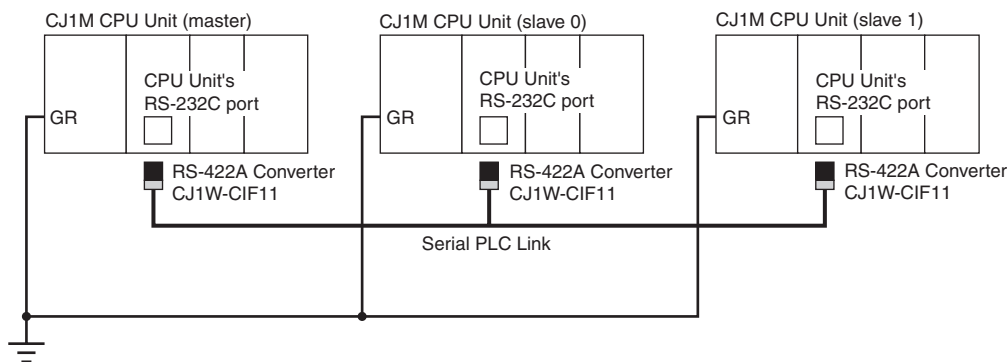 CJ1M CPU Unit (master)
CJ1M CPU Unit (slave 0)
CJ1M CPU Unit (slave 1)
CPU Unit's
RS-232C port
CPU Unit's
RS-232C port
CPU Unit's
RS-232C port
GR
GR
GR
RS-422A Converter
CJ1W-CIF11
RS-422A Converter
CJ1W-CIF11
RS-422A Converter
CJ1W-CIF11
Serial PLC Link